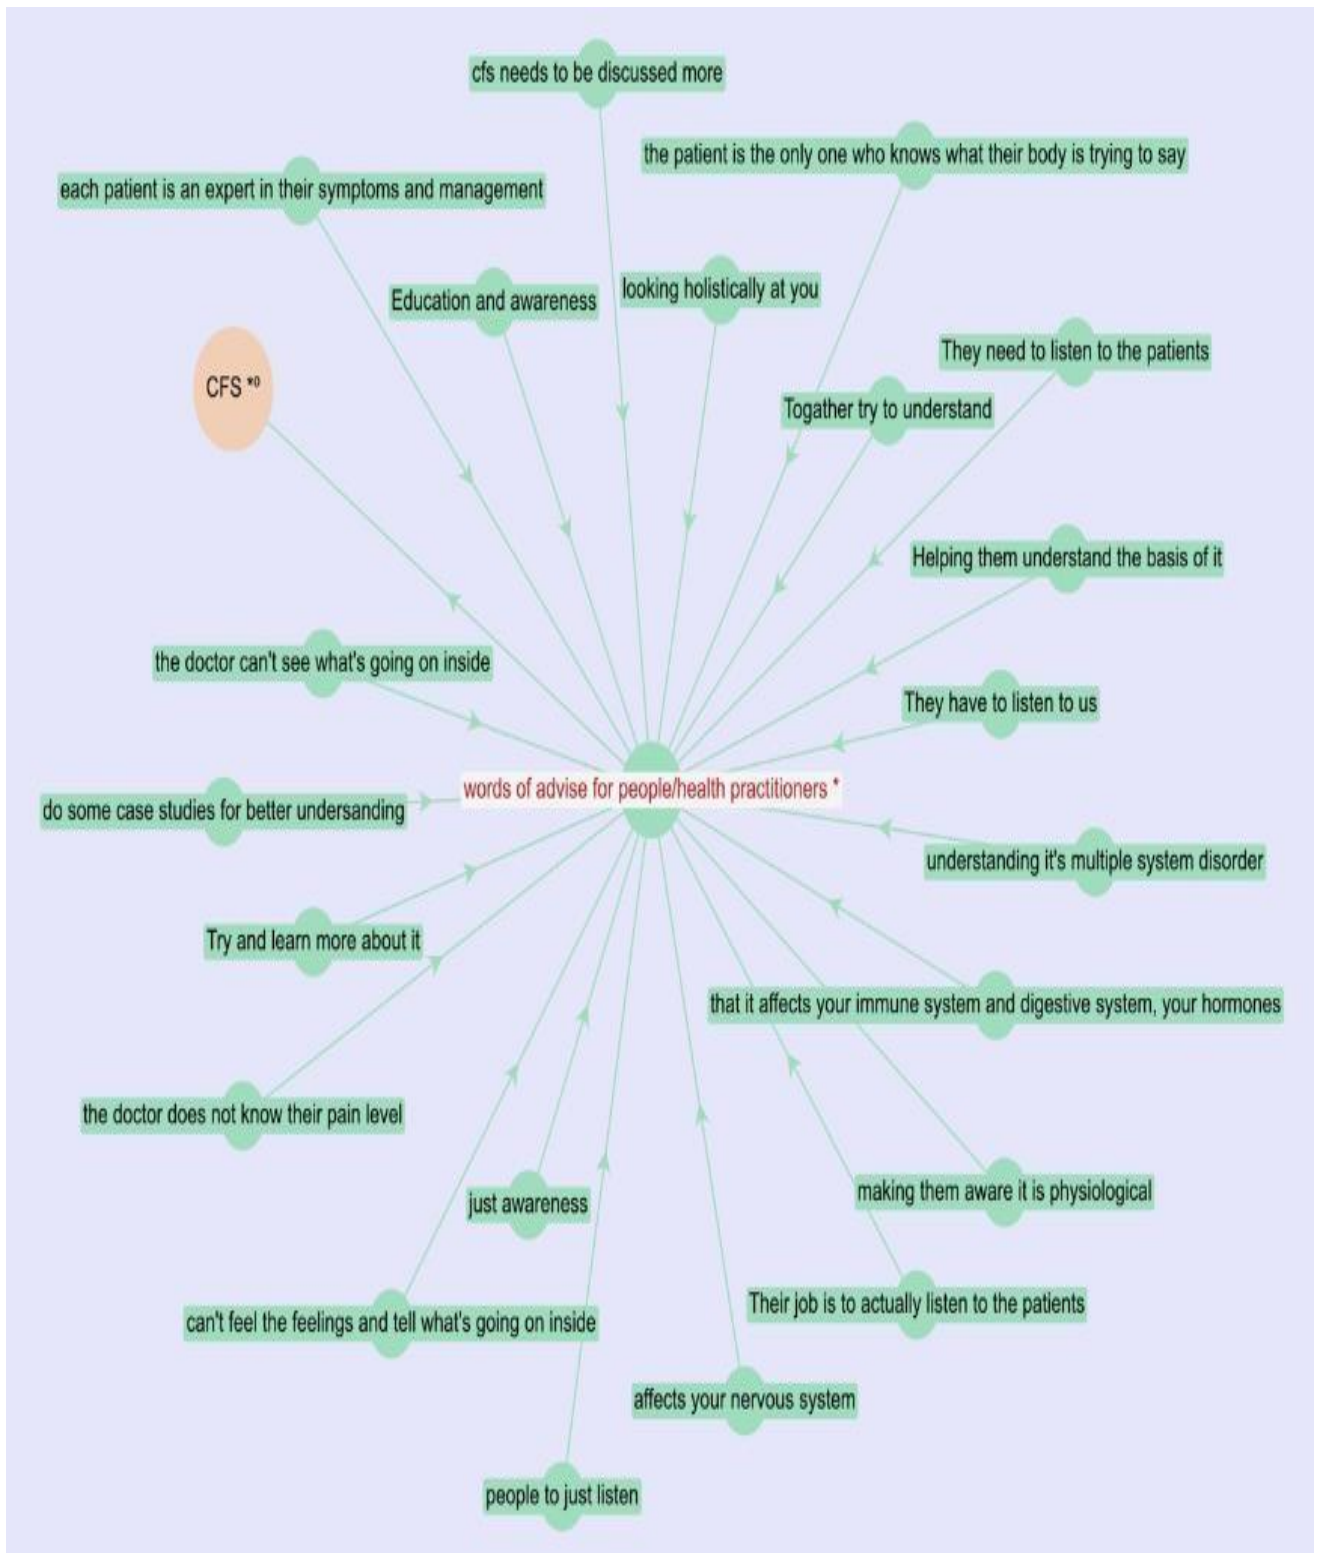 cfs needs to be discussed more
the patient is the only one who knows what their body is trying to say
each patient is an expert in their symptoms and management
looking holistically at you
Education and awareness
They need to listen to the patients
CFS *⁰
Togather try to understand
Helping them understand the basis of it
the doctor can't see what's going on inside
They have to listen to us
words of advise for people/health practitioners *
do some case studies for better undersanding
understanding it's multiple system disorder
Try and learn more about it
that it affects your immune system and digestive system, your hormones
the doctor does not know their pain level
making them aware it is physiological
just awareness
Their job is to actually listen to the patients
can't feel the feelings and tell what's going on inside
affects your nervous system
people to just listen